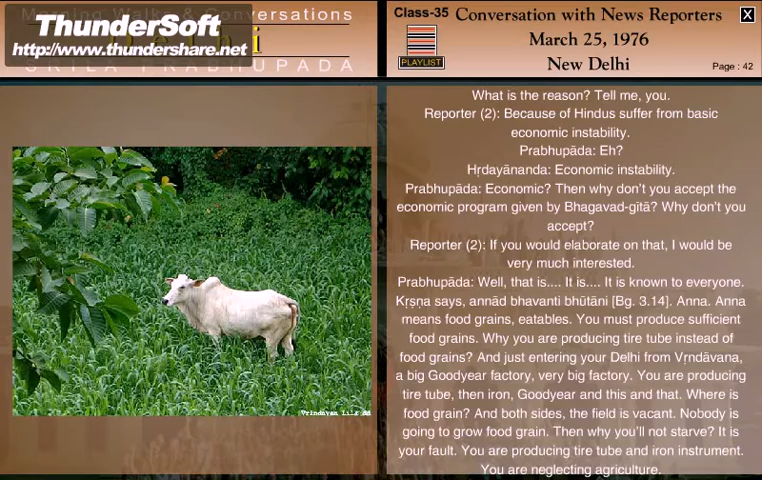 Morning Walks & Conversations
ThunderSoft
http://www.thundershare.net
SRILA PRABHUPADA
Class-35
PLAYLIST
Conversation with News Reporters
March 25, 1976
New Delhi
X
Page : 42
What is the reason? Tell me, you.
Reporter (2): Because of Hindus suffer from basic
economic instability.
Prabhupāda: Eh?
Hṛdayānanda: Economic instability.
Prabhupāda: Economic? Then why don't you accept the
economic program given by Bhagavad-gītā? Why don't you
accept?
Reporter (2): If you would elaborate on that, I would be
very much interested.
Prabhupāda: Well, that is.... It is.... It is known to everyone.
Kṛṣṇa says, annād bhavanti bhūtāni [Bg. 3.14]. Anna. Anna
means food grains, eatables. You must produce sufficient
food grains. Why you are producing tire tube instead of
food grains? And just entering your Delhi from Vṛndāvana,
a big Goodyear factory, very big factory. You are producing
tire tube, then iron, Goodyear and this and that. Where is
food grain? And both sides, the field is vacant. Nobody is
going to grow food grain. Then why you'll not starve? It is
your fault. You are producing tire tube and iron instrument.
You are neglecting agriculture.